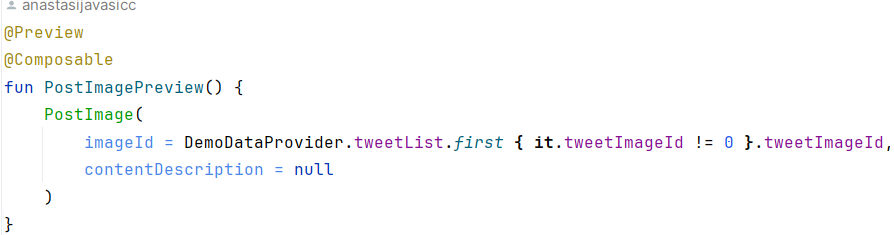 anastasijavasicc
@Preview
@Composable
fun PostImagePreview() {
    PostImage(
        imageId = DemoDataProvider.tweetList.first { it.tweetImageId != 0 }.tweetImageId,
        contentDescription = null
    )
}